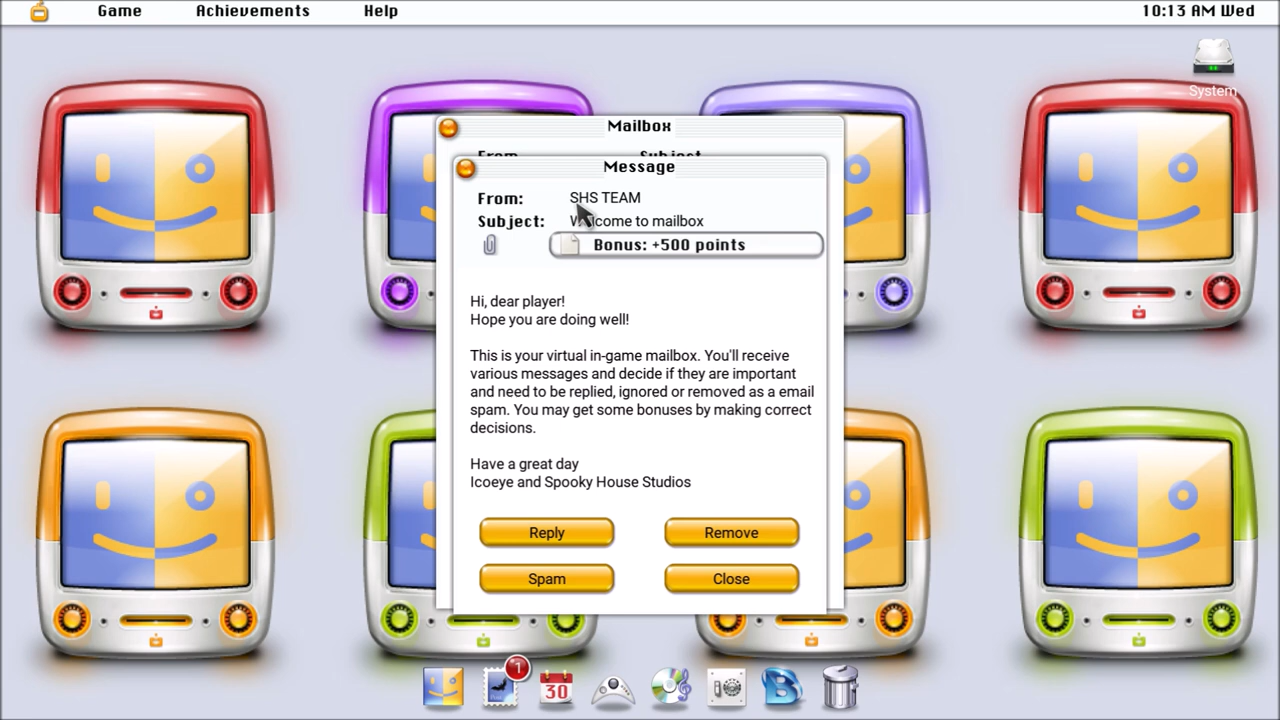 Game Achievements Help 10:13 AM Wed
System
Mailbox
From Subject
Message
From: SHS TEAM
Subject: Welcome to mailbox
Bonus: +500 points
Hi, dear player!
Hope you are doing well!
This is your virtual in-game mailbox. You'll receive
various messages and decide if they are important
and need to be replied, ignored or removed as a email
spam. You may get some bonuses by making correct
decisions.
Have a great day
Icoeye and Spooky House Studios
Reply Remove
Spam Close
1
30
B